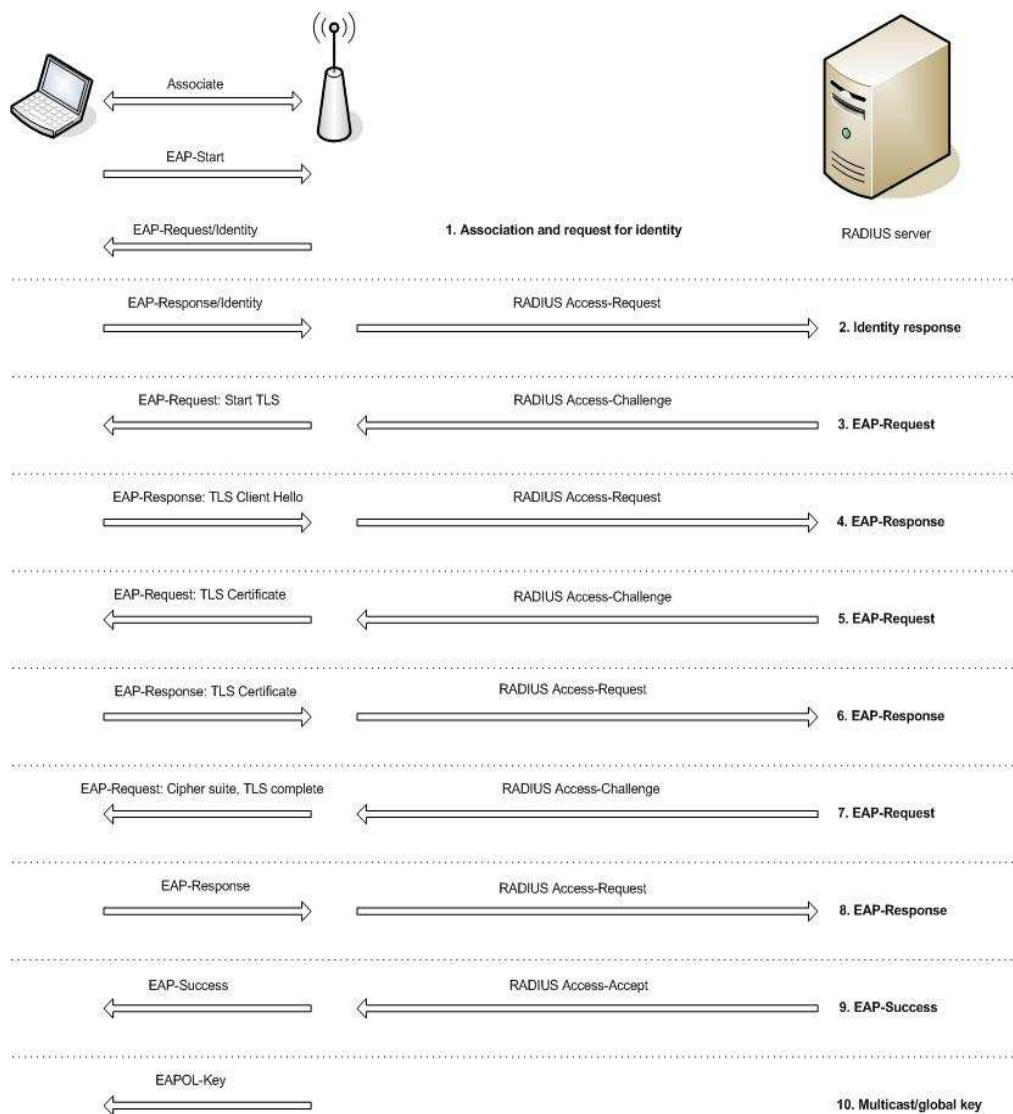 Associate
EAP-Start
EAP-Request/Identity
1. Association and request for identity
RADIUS server
EAP-Response/Identity
RADIUS Access-Request
2. Identity response
EAP-Request: Start TLS
RADIUS Access-Challenge
3. EAP-Request
EAP-Response: TLS Client Hello
RADIUS Access-Request
4. EAP-Response
EAP-Request: TLS Certificate
RADIUS Access-Challenge
5. EAP-Request
EAP-Response: TLS Certificate
RADIUS Access-Request
6. EAP-Response
EAP-Request: Cipher suite, TLS complete
RADIUS Access-Challenge
7. EAP-Request
EAP-Response
RADIUS Access-Request
8. EAP-Response
EAP-Success
RADIUS Access-Accept
9. EAP-Success
EAPOL-Key
10. Multicast/global key